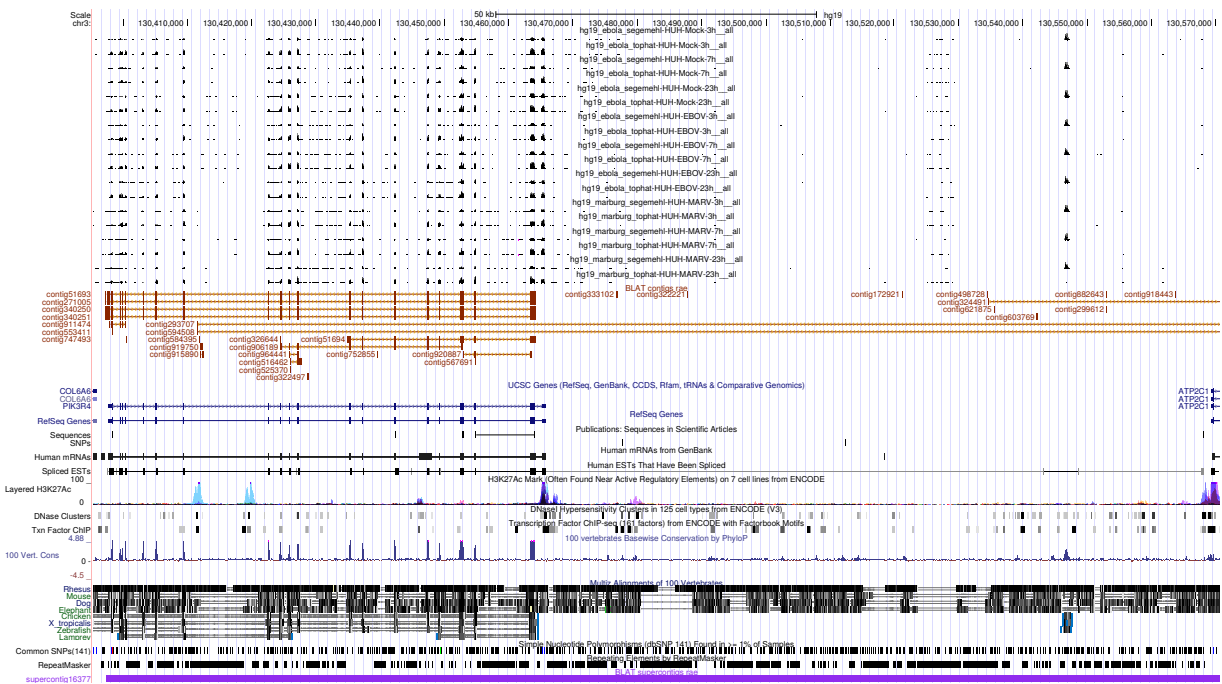 Scale 50 kb hg19
chr3: 130,410,000 130,420,000 130,430,000 130,440,000 130,450,000 130,460,000 130,470,000 130,480,000 130,490,000 130,500,000 130,510,000 130,520,000 130,530,000 130,540,000 130,550,000 130,560,000 130,570,000
hg19_ebola_segemehl-HUH-Mock-3h__all
hg19_ebola_tophat-HUH-Mock-3h__all
hg19_ebola_segemehl-HUH-Mock-7h__all
hg19_ebola_tophat-HUH-Mock-7h__all
hg19_ebola_segemehl-HUH-Mock-23h__all
hg19_ebola_tophat-HUH-Mock-23h__all
hg19_ebola_segemehl-HUH-EBOV-3h__all
hg19_ebola_tophat-HUH-EBOV-3h__all
hg19_ebola_segemehl-HUH-EBOV-7h__all
hg19_ebola_tophat-HUH-EBOV-7h__all
hg19_ebola_segemehl-HUH-EBOV-23h__all
hg19_ebola_tophat-HUH-EBOV-23h__all
hg19_marburg_segemehl-HUH-MARV-3h__all
hg19_marburg_tophat-HUH-MARV-3h__all
hg19_marburg_segemehl-HUH-MARV-7h__all
hg19_marburg_tophat-HUH-MARV-7h__all
hg19_marburg_segemehl-HUH-MARV-23h__all
hg19_marburg_tophat-HUH-MARV-23h__all
BLAT contigs rae
contig51693 contig333102 contig322221 contig172921 contig498728 contig882643 contig918443
contig271005 contig324491
contig340250 contig621875 contig299612
contig340251 contig603769
contig911474 contig293707
contig553411 contig594508
contig747493 contig584395 contig326644 contig51694
contig919750 contig906189
contig915890 contig964441 contig752855 contig920887
contig516462 contig567691
contig525370
contig322497
UCSC Genes (RefSeq, GenBank, CCDS, Rfam, tRNAs & Comparative Genomics)
COL6A6 ATP2C1
COL6A6 ATP2C1
PIK3R4 ATP2C1
RefSeq Genes
RefSeq Genes
Publications: Sequences in Scientific Articles
Sequences
SNPs
Human mRNAs from GenBank
Human mRNAs
Human ESTs That Have Been Spliced
Spliced ESTs
H3K27Ac Mark (Often Found Near Active Regulatory Elements) on 7 cell lines from ENCODE
100
Layered H3K27Ac
0
DNaseI Hypersensitivity Clusters in 125 cell types from ENCODE (V3)
DNase Clusters
Transcription Factor ChIP-seq (161 factors) from ENCODE with Factorbook Motifs
Txn Factor ChIP
100 vertebrates Basewise Conservation by PhyloP
4.88
100 Vert. Cons
0
-4.5
Multiz Alignments of 100 Vertebrates
Rhesus
Mouse
Dog
Elephant
Chicken
X_tropicalis
Zebrafish
Lamprey
Simple Nucleotide Polymorphisms (dbSNP 141) Found in >= 1% of Samples
Common SNPs(141)
Repeating Elements by RepeatMasker
RepeatMasker
BLAT supercontigs rae
supercontig16377